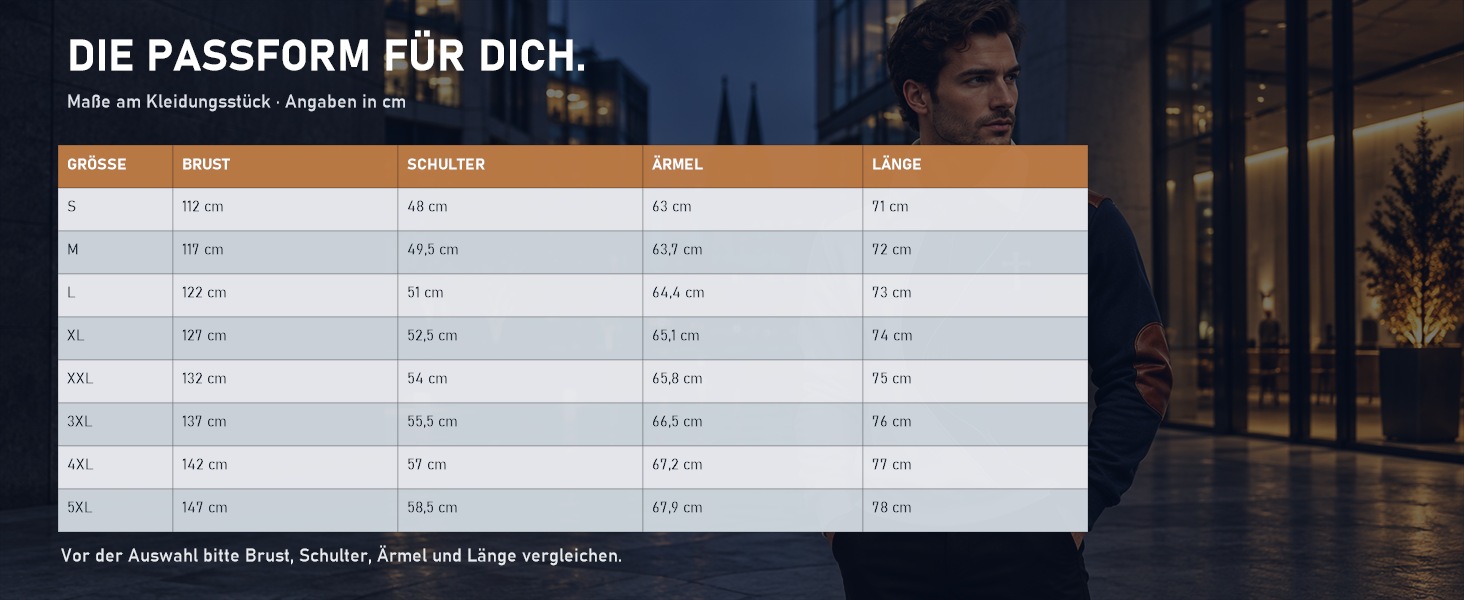 DIE PASSFORM FÜR DICH.
Maße am Kleidungsstück · Angaben in cm
GRÖSSE BRUST SCHULTER ÄRMEL LÄNGE
S 112 cm 48 cm 63 cm 71 cm
M 117 cm 49,5 cm 63,7 cm 72 cm
L 122 cm 51 cm 64,4 cm 73 cm
XL 127 cm 52,5 cm 65,1 cm 74 cm
XXL 132 cm 54 cm 65,8 cm 75 cm
3XL 137 cm 55,5 cm 66,5 cm 76 cm
4XL 142 cm 57 cm 67,2 cm 77 cm
5XL 147 cm 58,5 cm 67,9 cm 78 cm
Vor der Auswahl bitte Brust, Schulter, Ärmel und Länge vergleichen.